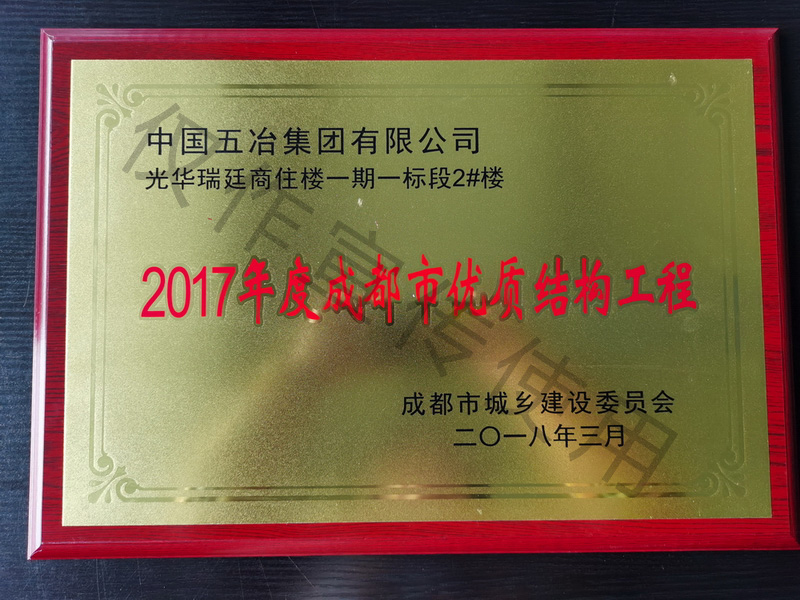 中国五冶集团有限公司
光华瑞廷商住楼一期一标段2#楼
2017年度成都市优质结构工程
成都市城乡建设委员会
二〇一八年三月
仅作宣传使用